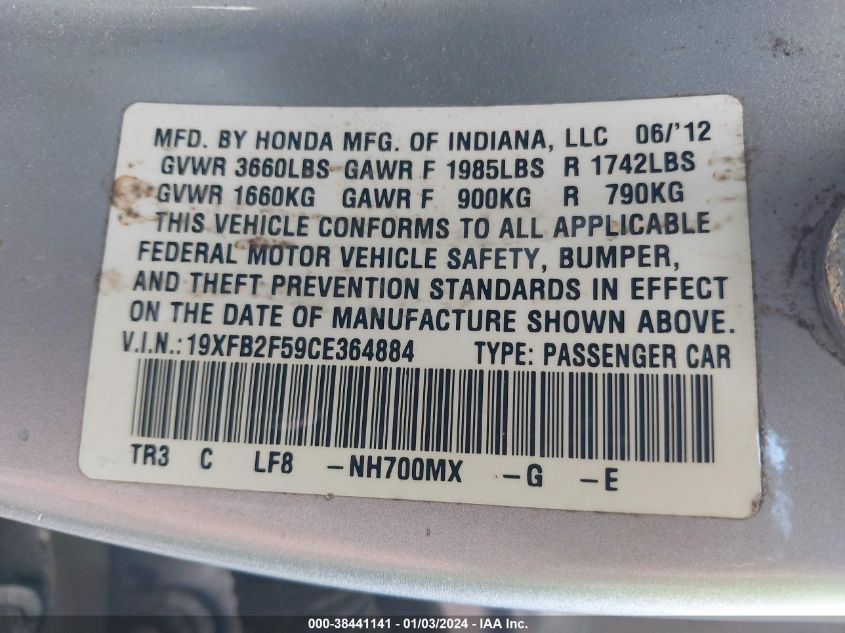 MFD. BY HONDA MFG. OF INDIANA, LLC 06/'12
GVWR 3660LBS GAWR F 1985LBS R 1742LBS
GVWR 1660KG GAWR F 900KG R 790KG
THIS VEHICLE CONFORMS TO ALL APPLICABLE
FEDERAL MOTOR VEHICLE SAFETY, BUMPER,
AND THEFT PREVENTION STANDARDS IN EFFECT
ON THE DATE OF MANUFACTURE SHOWN ABOVE.
V.I.N.: 19XFB2F59CE364884 TYPE: PASSENGER CAR
TR3 C LF8 -NH700MX -G -E
000-38441141 - 01/03/2024 - IAA Inc.